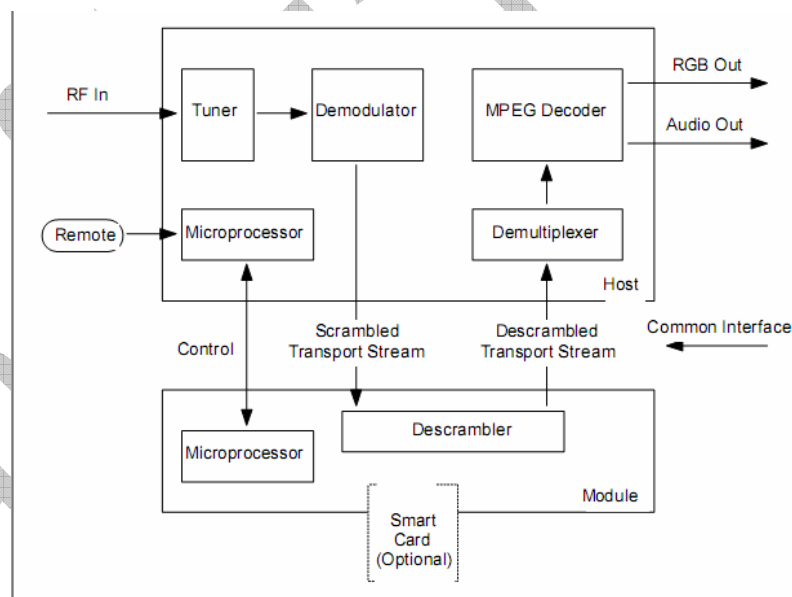 RF In
Tuner
Demodulator
MPEG Decoder
RGB Out
Audio Out
Remote
Microprocessor
Demultiplexer
Host
Control
Scrambled
Transport Stream
Descrambled
Transport Stream
Common Interface
Microprocessor
Descrambler
Module
Smart
Card
(Optional)